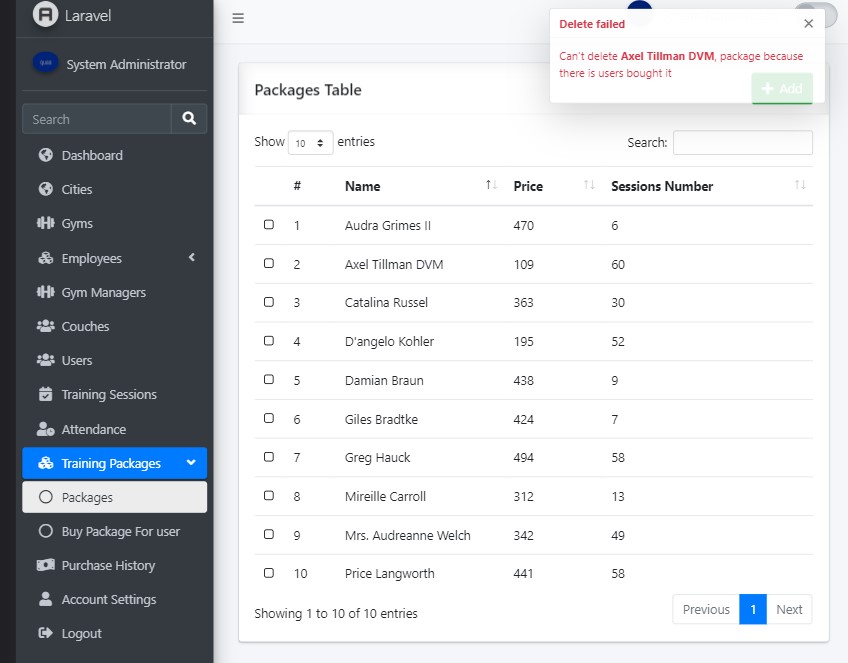 Laravel
System Administrator
Search
Dashboard
Cities
Gyms
Employees
Gym Managers
Couches
Users
Training Sessions
Attendance
Training Packages
Packages
Buy Package For user
Purchase History
Account Settings
Logout
Delete failed ×
Can't delete Axel Tillman DVM, package because
there is users bought it
+ Add
Packages Table
Show 10 entries Search:
# Name Price Sessions Number
1 Audra Grimes II 470 6
2 Axel Tillman DVM 109 60
3 Catalina Russel 363 30
4 D'angelo Kohler 195 52
5 Damian Braun 438 9
6 Giles Bradtke 424 7
7 Greg Hauck 494 58
8 Mireille Carroll 312 13
9 Mrs. Audreanne Welch 342 49
10 Price Langworth 441 58
Showing 1 to 10 of 10 entries Previous 1 Next